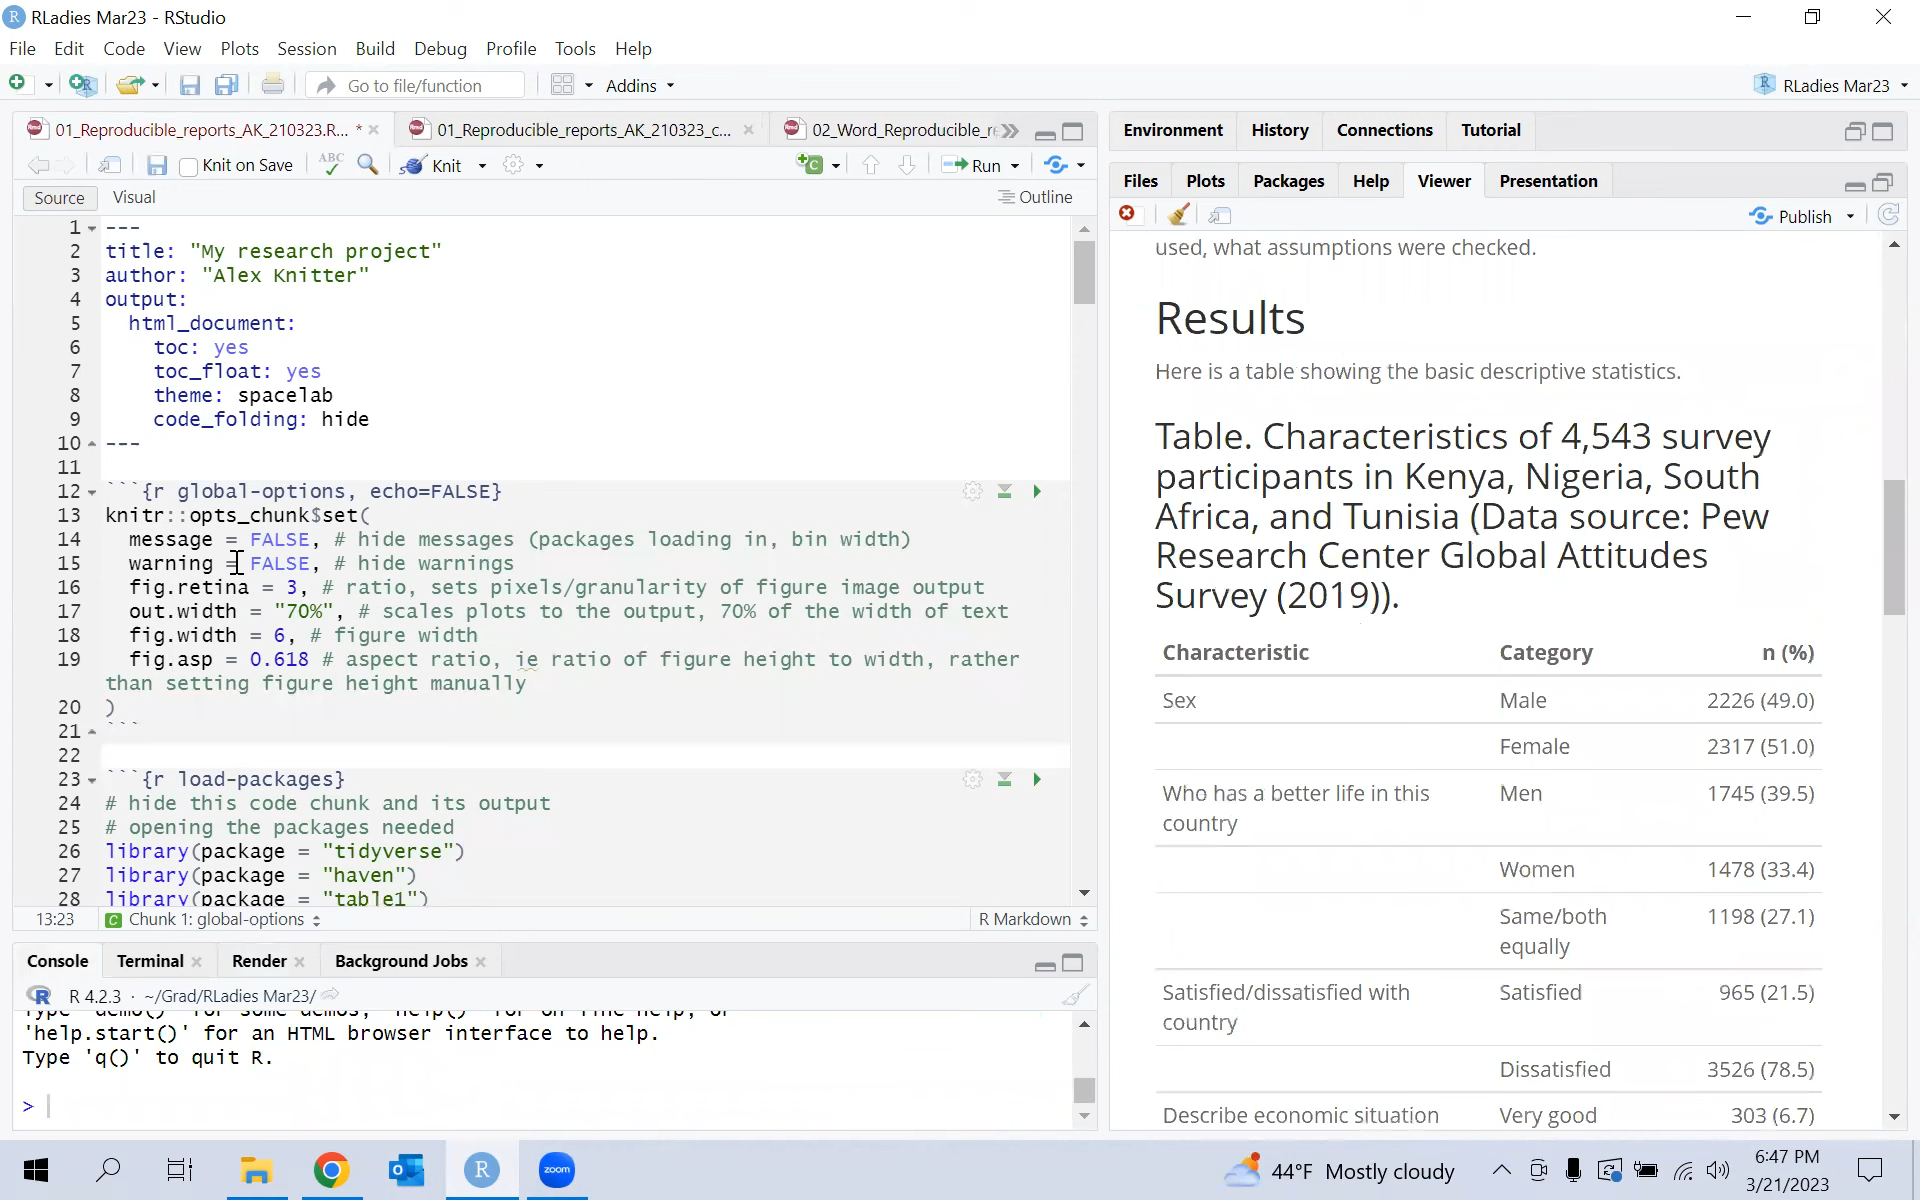 RLadies Mar23 - RStudio
File Edit Code View Plots Session Build Debug Profile Tools Help
Go to file/function Addins RLadies Mar23
01_Reproducible_reports_AK_210323.R... * 01_Reproducible_reports_AK_210323_c... 02_Word_Reproducible_r
Knit on Save ABC Knit Run
Source Visual Outline
1 ---
2 title: "My research project"
3 author: "Alex Knitter"
4 output:
5 html_document:
6 toc: yes
7 toc_float: yes
8 theme: spacelab
9 code_folding: hide
10 ---
11
12 ```{r global-options, echo=FALSE}
13 knitr::opts_chunk$set(
14 message = FALSE, # hide messages (packages loading in, bin width)
15 warning = FALSE, # hide warnings
16 fig.retina = 3, # ratio, sets pixels/granularity of figure image output
17 out.width = "70%", # scales plots to the output, 70% of the width of text
18 fig.width = 6, # figure width
19 fig.asp = 0.618 # aspect ratio, ie ratio of figure height to width, rather
than setting figure height manually
20 )
21 ```
22
23 ```{r load-packages}
24 # hide this code chunk and its output
25 # opening the packages needed
26 library(package = "tidyverse")
27 library(package = "haven")
28 library(package = "table1")
13:23 C Chunk 1: global-options R Markdown
Console Terminal Render Background Jobs
R R 4.2.3 · ~/Grad/RLadies Mar23/
Type 'demo()' for some demos, 'help()' for on-line help, or
'help.start()' for an HTML browser interface to help.
Type 'q()' to quit R.
>
Environment History Connections Tutorial
Files Plots Packages Help Viewer Presentation
Publish
used, what assumptions were checked.
Results
Here is a table showing the basic descriptive statistics.
Table. Characteristics of 4,543 survey
participants in Kenya, Nigeria, South
Africa, and Tunisia (Data source: Pew
Research Center Global Attitudes
Survey (2019)).
Characteristic Category n (%)
Sex Male 2226 (49.0)
Female 2317 (51.0)
Who has a better life in this Men 1745 (39.5)
country
Women 1478 (33.4)
Same/both 1198 (27.1)
equally
Satisfied/dissatisfied with Satisfied 965 (21.5)
country
Dissatisfied 3526 (78.5)
Describe economic situation Very good 303 (6.7)
R zoom 44°F Mostly cloudy 6:47 PM
3/21/2023